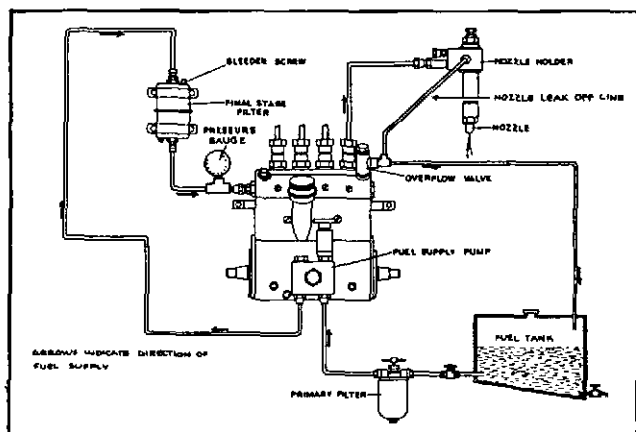 BLEEDER SCREW
FINAL STAGE
FILTER
PRESSURS
GAUGE
NOZZLE HOLDER
NOZZLE LEAK OFF LINE
NOZZLE
OVERFLOW VALVE
FUEL SUPPLY PUMP
FUEL TANK
ARROWS INDICATE DIRECTION OF
FUEL SUPPLY
PRIMARY FILTER